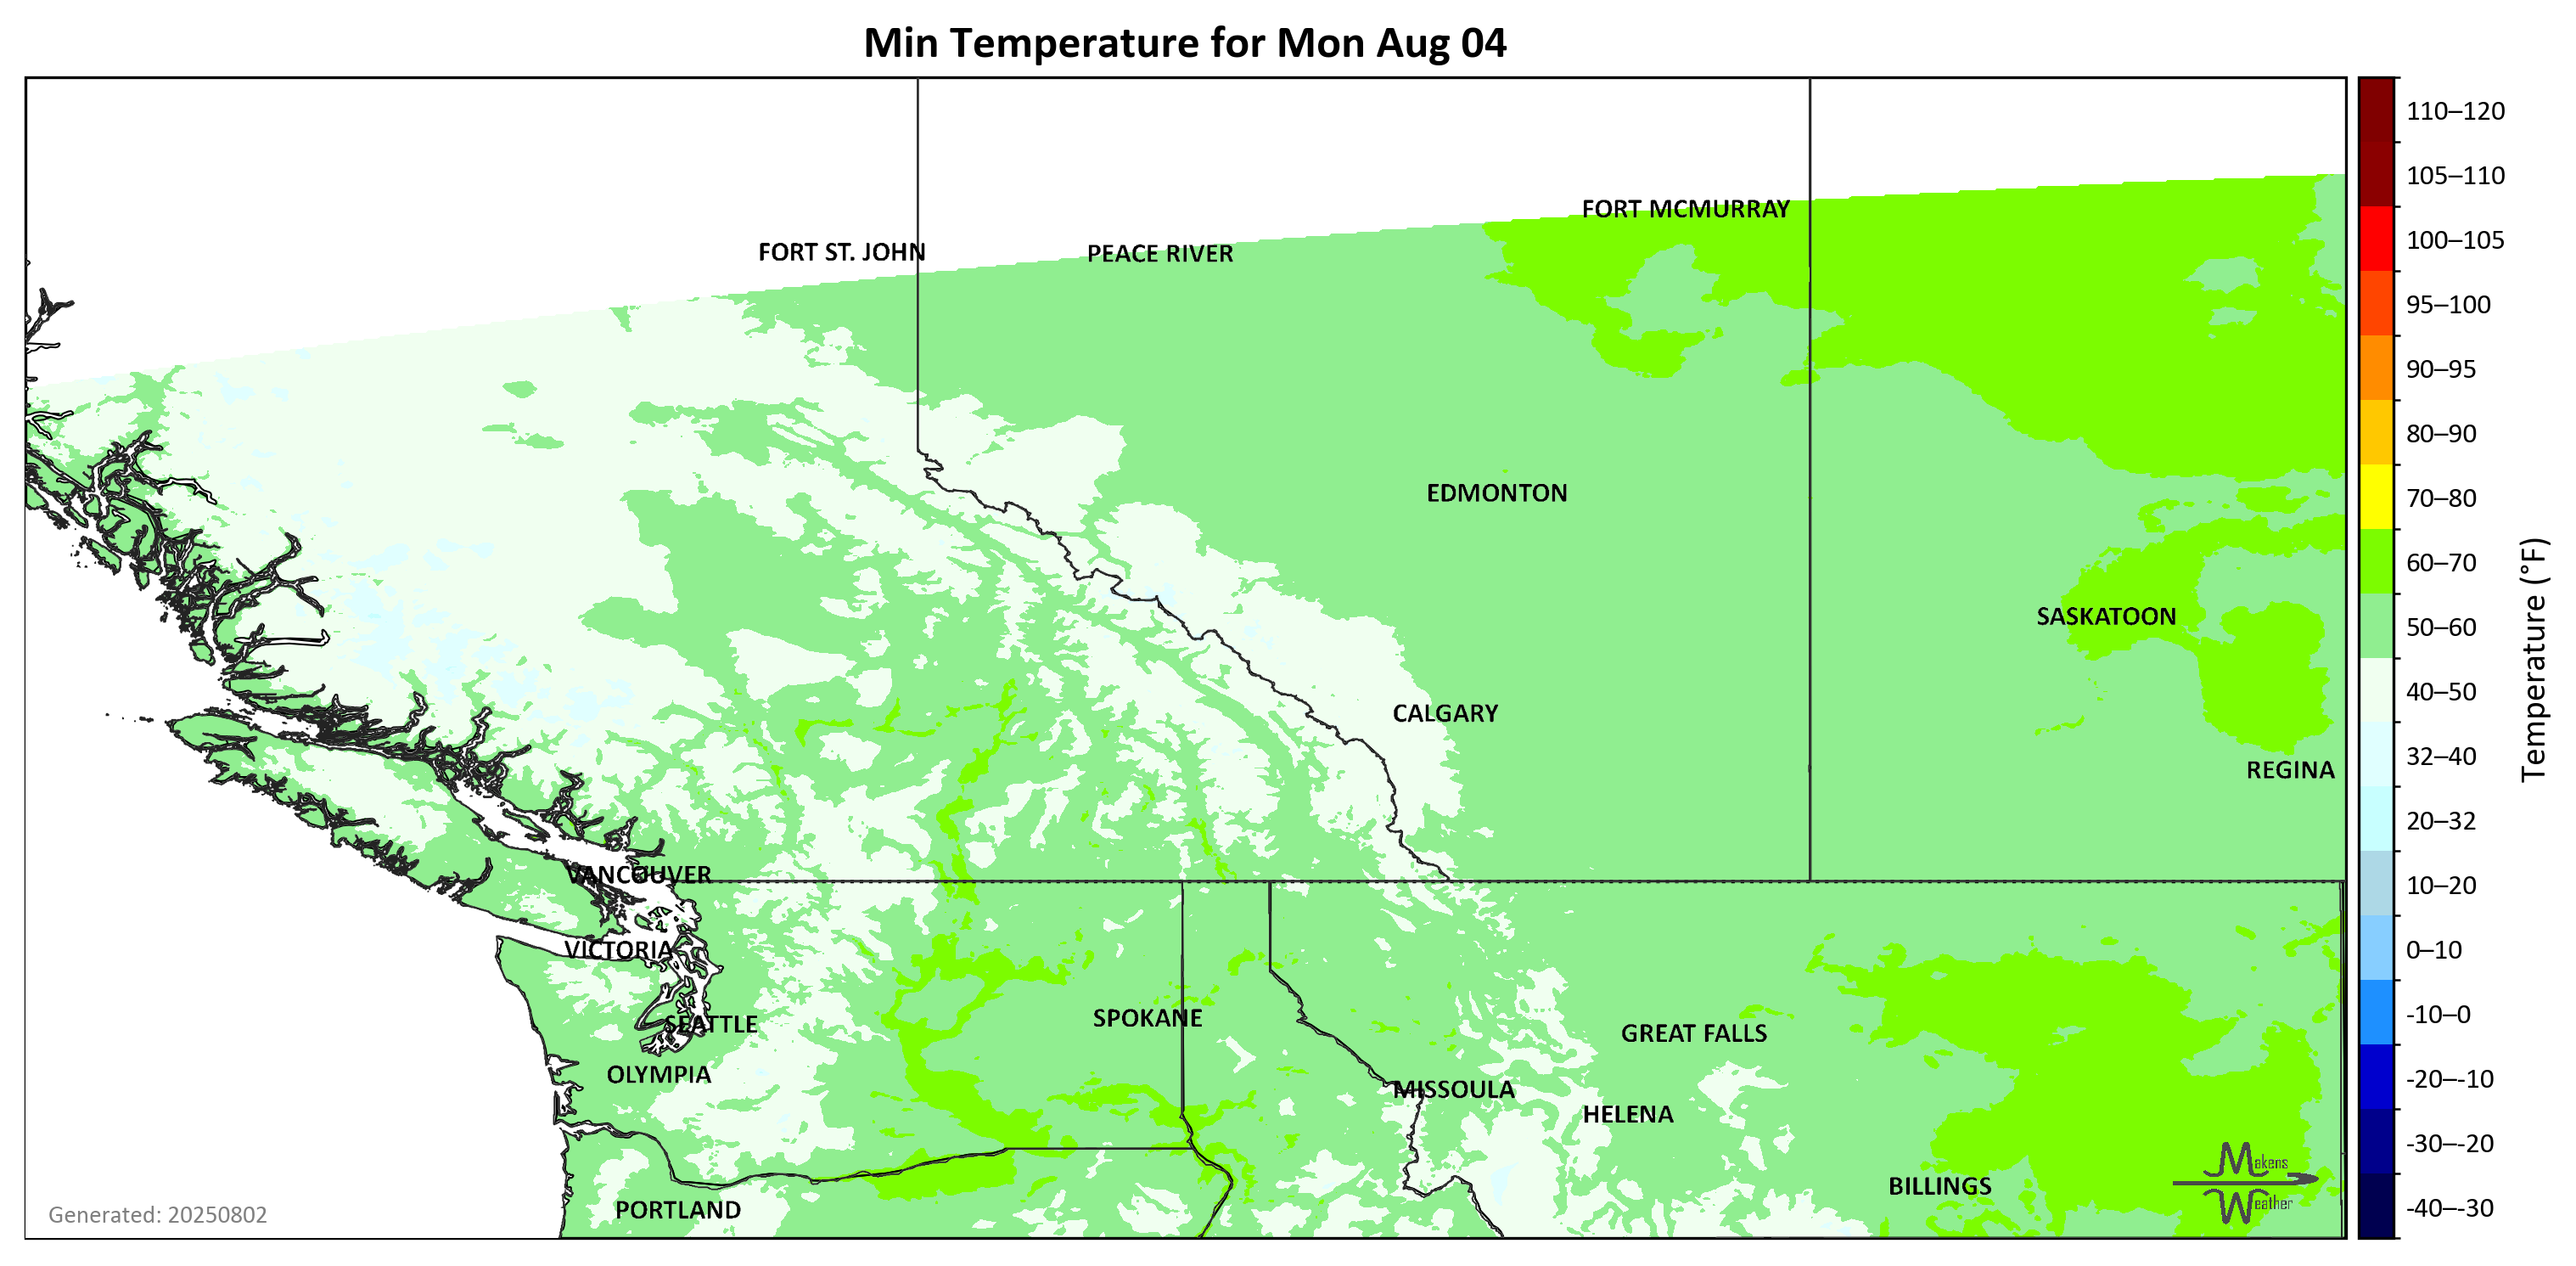 Min Temperature for Mon Aug 04
110–120
105–110
FORT MCMURRAY
100–105
FORT ST. JOHN
PEACE RIVER
95–100
90–95
80–90
EDMONTON
70–80
60–70
SASKATOON
50–60
Temperature (°F)
40–50
CALGARY
32–40
REGINA
20–32
VANCOUVER
10–20
VICTORIA
0–10
SEATTLE
SPOKANE
GREAT FALLS
-10–0
OLYMPIA
MISSOULA
-20–-10
HELENA
-30–-20
Makens
Weather
BILLINGS
PORTLAND
-40–-30
Generated: 20250802